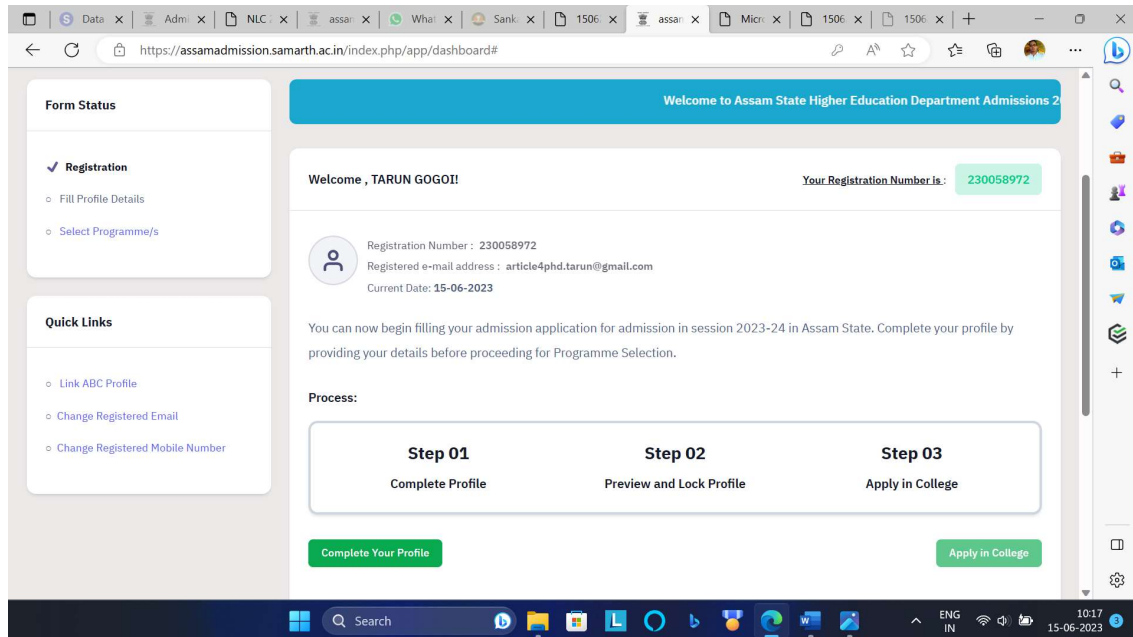 Data
Admi
NLC
assan
What
Sank
1506
assan
Micro
1506
1506
https://assamadmission.samarth.ac.in/index.php/app/dashboard#
Form Status
Registration
Fill Profile Details
Select Programme/s
Quick Links
Link ABC Profile
Change Registered Email
Change Registered Mobile Number
Welcome to Assam State Higher Education Department Admissions 2
Welcome , TARUN GOGOI!
Your Registration Number is : 230058972
Registration Number : 230058972
Registered e-mail address : article4phd.tarun@gmail.com
Current Date: 15-06-2023
You can now begin filling your admission application for admission in session 2023-24 in Assam State. Complete your profile by
providing your details before proceeding for Programme Selection.
Process:
Step 01 Step 02 Step 03
Complete Profile Preview and Lock Profile Apply in College
Complete Your Profile Apply in College
Search
ENG
IN
10:17
15-06-2023
3